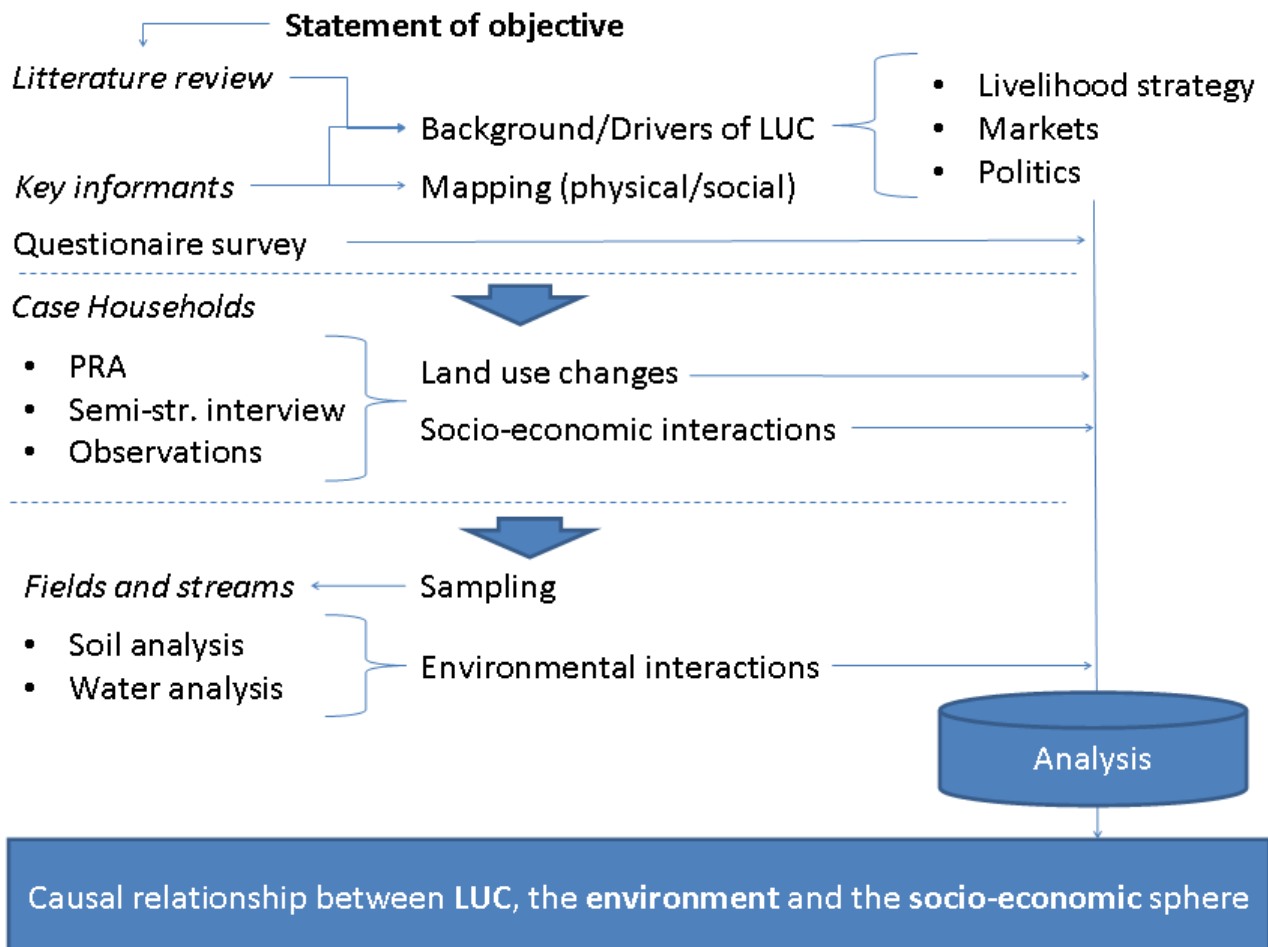 Statement of objective
Litterature review
Background/Drivers of LUC
• Livelihood strategy
• Markets
• Politics
Key informants
Mapping (physical/social)
Questionaire survey
Case Households
• PRA
• Semi-str. interview
• Observations
Land use changes
Socio-economic interactions
Sampling
Fields and streams
• Soil analysis
• Water analysis
Environmental interactions
Analysis
Causal relationship between LUC, the environment and the socio-economic sphere